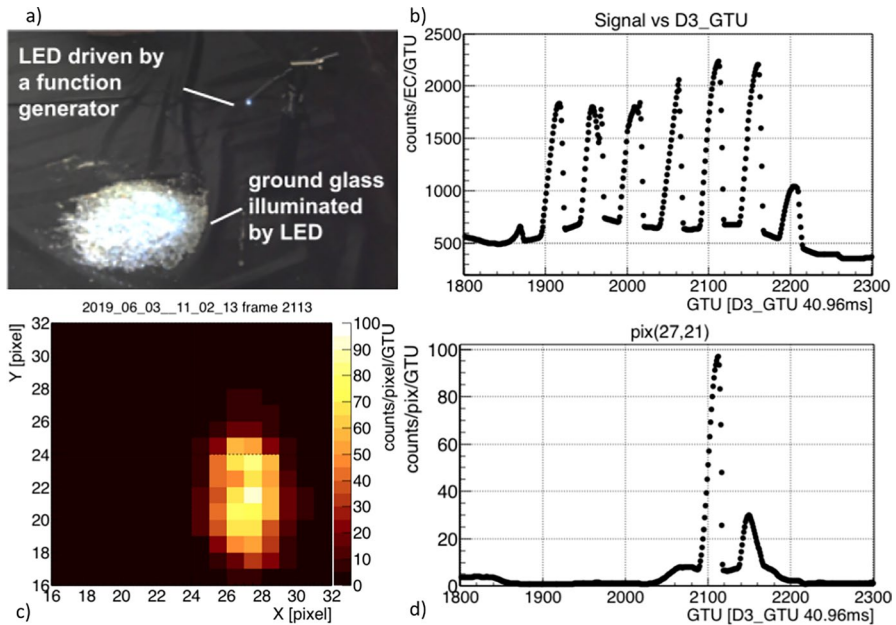 a)
LED driven by
a function
generator
ground glass
illuminated
by LED
b)
Signal vs D3_GTU
counts/EC/GTU
2500
2000
1500
1000
500
1800 1900 2000 2100 2200 2300
GTU [D3_GTU 40.96ms]
2019_06_03__11_02_13 frame 2113
Y [pixel]
32
30
28
26
24
22
20
18
16
16 18 20 22 24 26 28 30 32
X [pixel]
100
90
80
70
60
50
40
30
20
10
0
counts/pixel/GTU
c)
pix(27,21)
counts/pix/GTU
100
80
60
40
20
0
1800 1900 2000 2100 2200 2300
GTU [D3_GTU 40.96ms]
d)